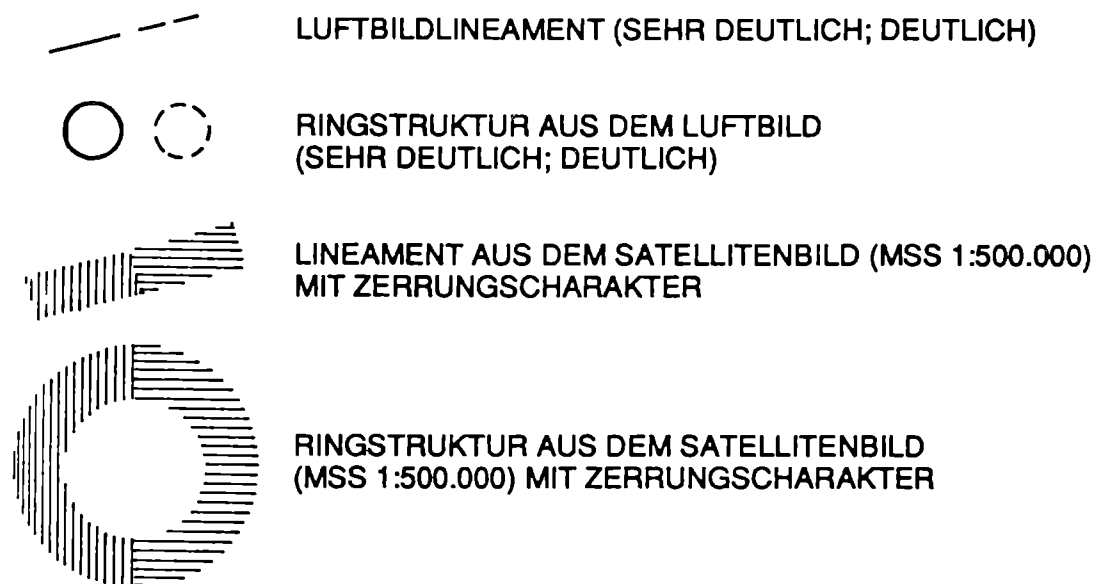 LUFTBILDLINEAMENT (SEHR DEUTLICH; DEUTLICH)
RINGSTRUKTUR AUS DEM LUFTBILD
(SEHR DEUTLICH; DEUTLICH)
LINEAMENT AUS DEM SATELLITENBILD (MSS 1:500.000)
MIT ZERRUNGSCHARAKTER
RINGSTRUKTUR AUS DEM SATELLITENBILD
(MSS 1:500.000) MIT ZERRUNGSCHARAKTER